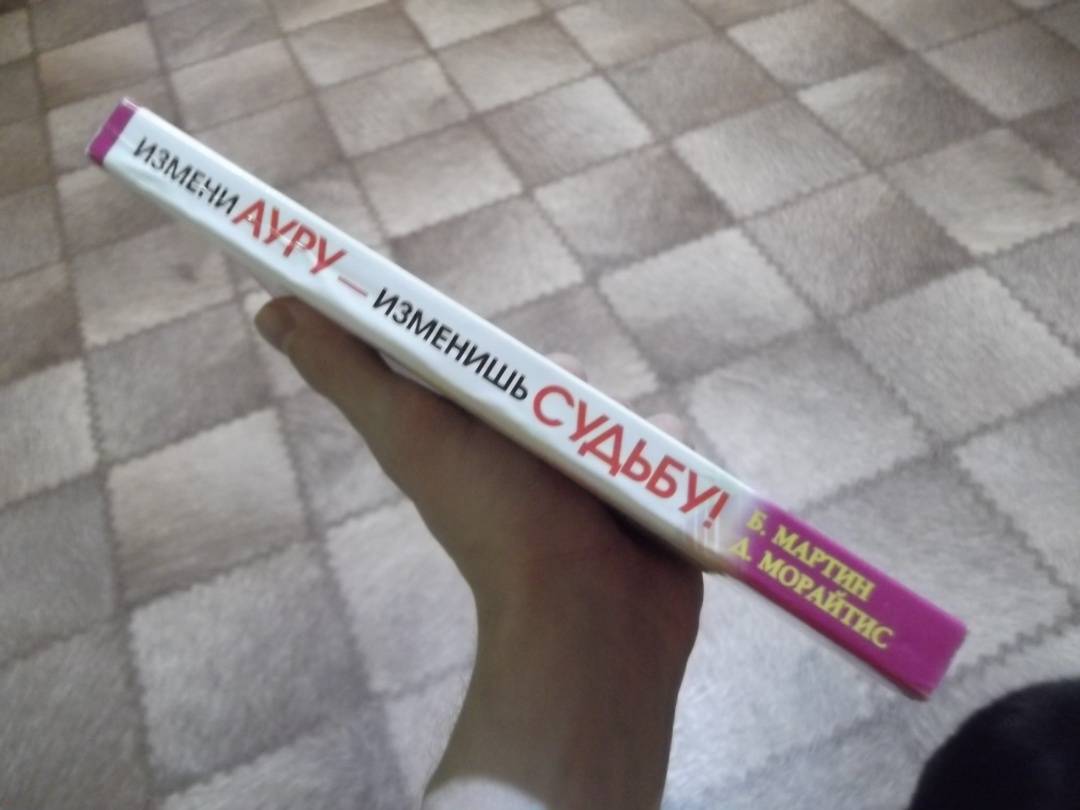 ИЗМЕНИ АУРУ — ИЗМЕНИШЬ СУДЬБУ!
Б. МАРТИН
Д. МОРАЙТИС